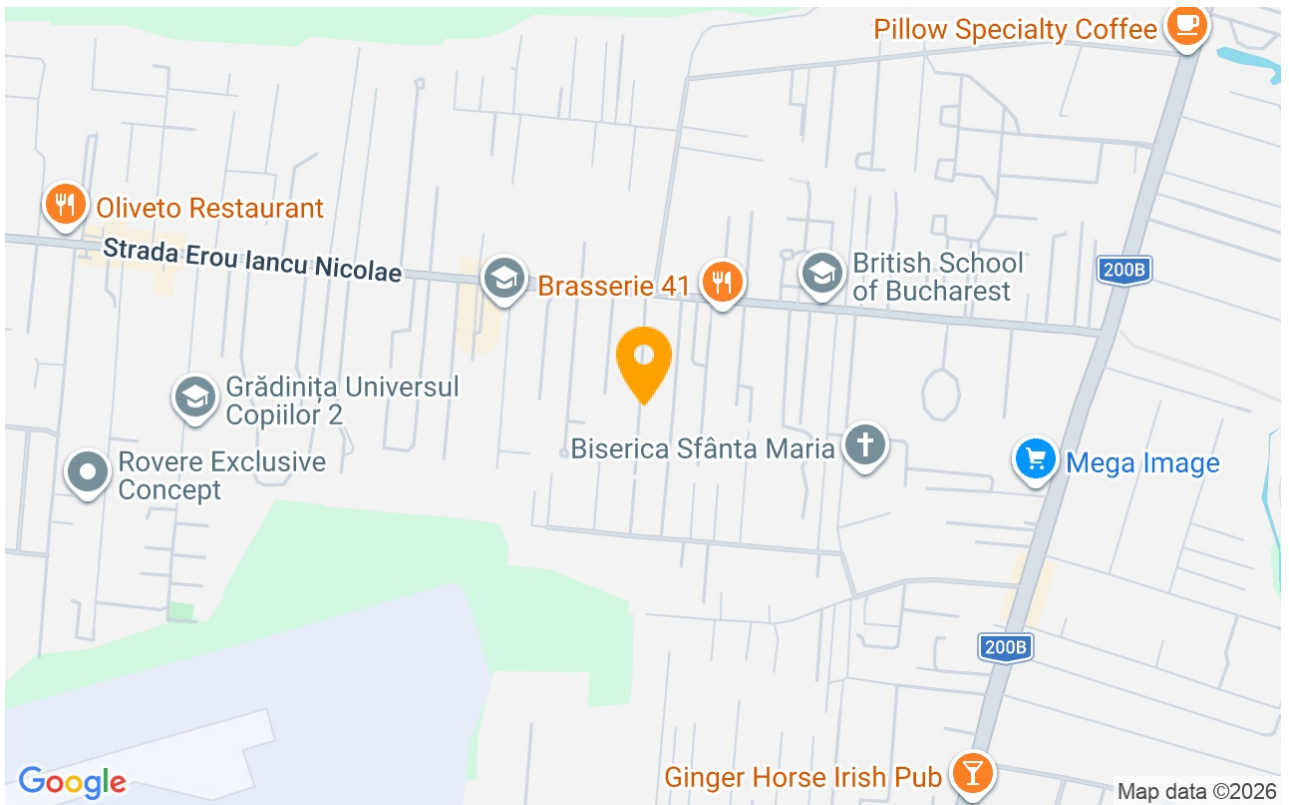 Pillow Specialty Coffee
Oliveto Restaurant
Strada Erou Iancu Nicolae
Brasserie 41
British School
of Bucharest
200B
Grădinița Universul
Copiilor 2
Biserica Sfânta Maria
Rovere Exclusive
Concept
Mega Image
200B
Ginger Horse Irish Pub
Google
Map data ©2026